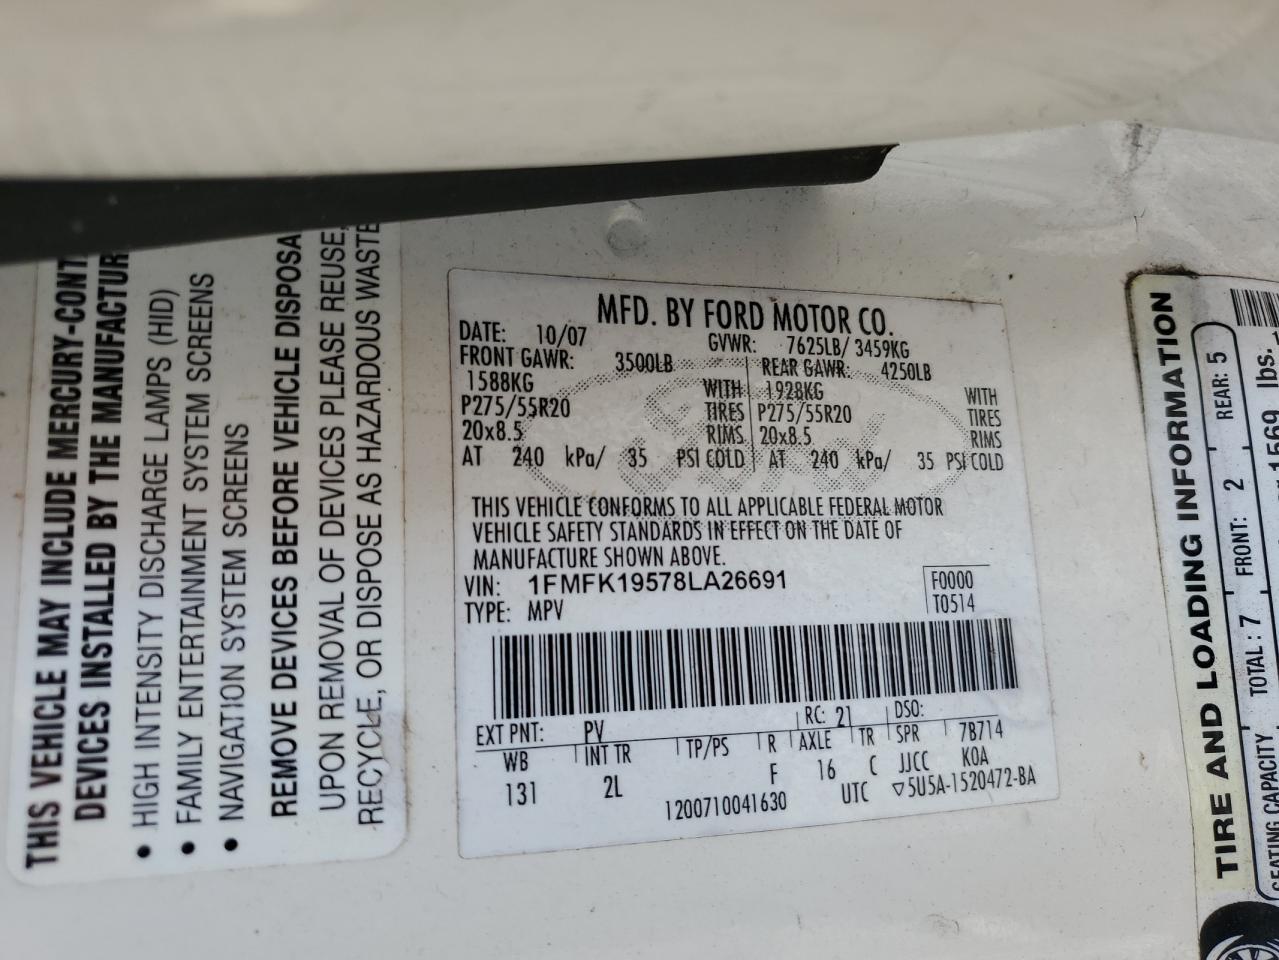 THIS VEHICLE MAY INCLUDE MERCURY-CONT
DEVICES INSTALLED BY THE MANUFACTUR
• HIGH INTENSITY DISCHARGE LAMPS (HID)
• FAMILY ENTERTAINMENT SYSTEM SCREENS
• NAVIGATION SYSTEM SCREENS
REMOVE DEVICES BEFORE VEHICLE DISPOSA
UPON REMOVAL OF DEVICES PLEASE REUSE,
RECYCLE, OR DISPOSE AS HAZARDOUS WASTE
MFD. BY FORD MOTOR CO.
DATE: 10/07 GVWR: 7625LB/ 3459KG
FRONT GAWR: 3500LB REAR GAWR: 4250LB
1588KG WITH 1928KG WITH
P275/55R20 TIRES P275/55R20 TIRES
20x8.5 RIMS 20x8.5 RIMS
AT 240 kPa/ 35 PSI COLD AT 240 kPa/ 35 PSI COLD
THIS VEHICLE CONFORMS TO ALL APPLICABLE FEDERAL MOTOR
VEHICLE SAFETY STANDARDS IN EFFECT ON THE DATE OF
MANUFACTURE SHOWN ABOVE.
VIN: 1FMFK19578LA26691 F0000
TYPE: MPV T0514
EXT PNT: PV RC: 21 DSO:
WB INT TR TP/PS R AXLE TR SPR 7B714
131 2L F 16 C JJCC KOA
1200710041630 UTC ▽5U5A-1520472-BA
TIRE AND LOADING INFORMATION
SEATING CAPACITY TOTAL: 7 FRONT: 2 REAR: 5
1569 lbs.